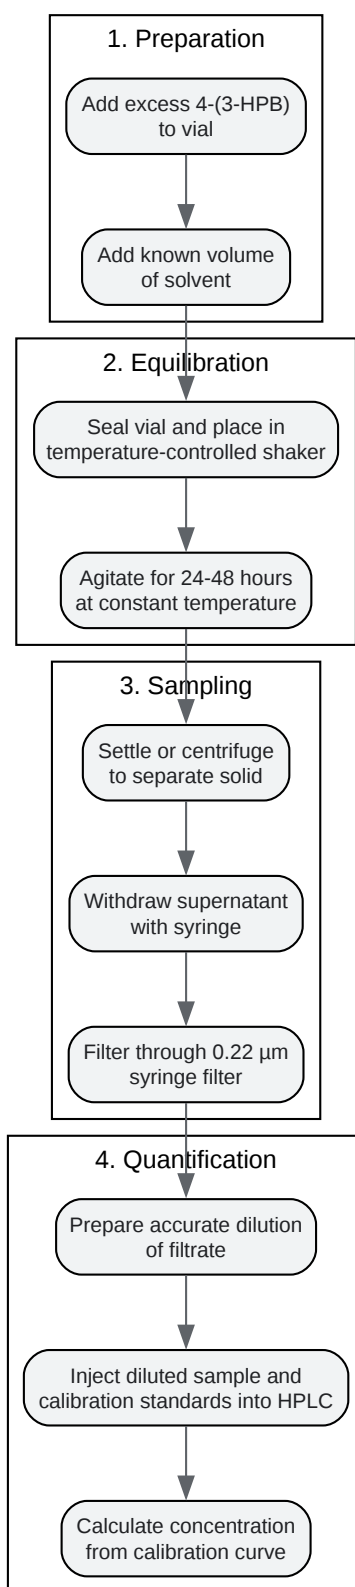 1. Preparation
Add excess 4-(3-HPB)
to vial
Add known volume
of solvent
2. Equilibration
Seal vial and place in
temperature-controlled shaker
Agitate for 24-48 hours
at constant temperature
3. Sampling
Settle or centrifuge
to separate solid
Withdraw supernatant
with syringe
Filter through 0.22 µm
syringe filter
4. Quantification
Prepare accurate dilution
of filtrate
Inject diluted sample and
calibration standards into HPLC
Calculate concentration
from calibration curve